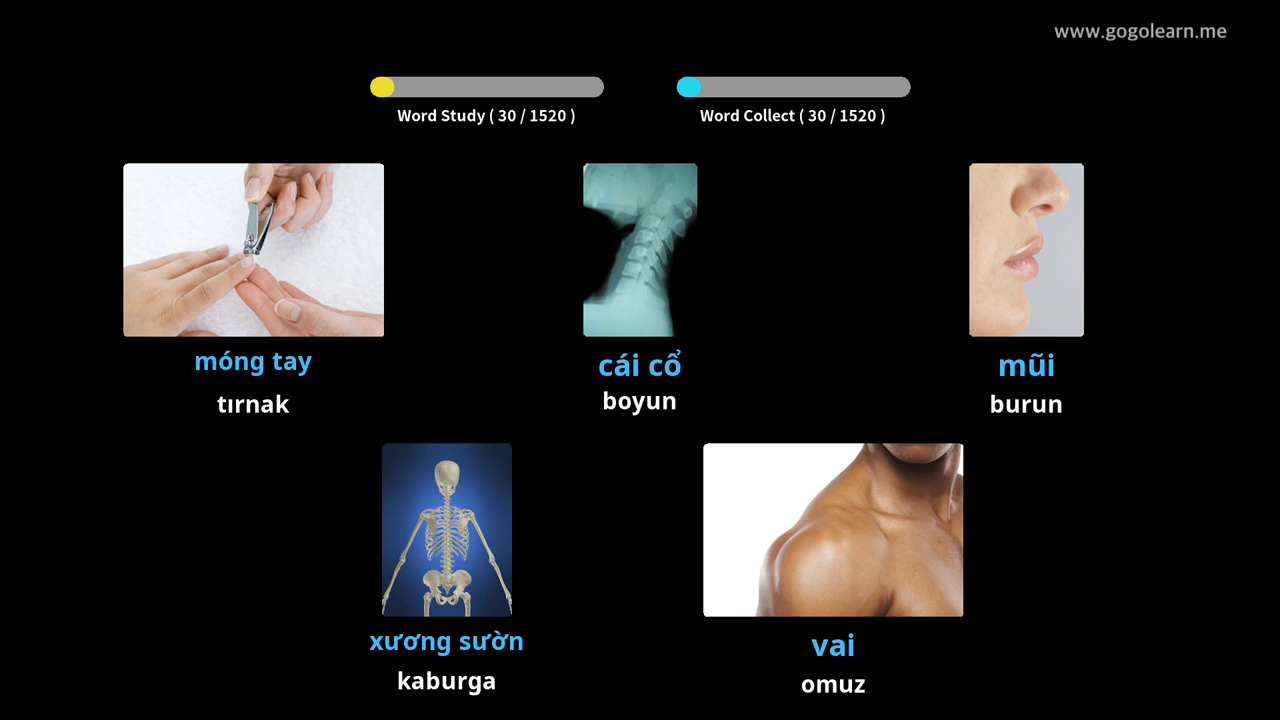 www.gogolearn.me
Word Study ( 30 / 1520 )
Word Collect ( 30 / 1520 )
móng tay
tırnak
cái cổ
boyun
mũi
burun
xương sườn
kaburga
vai
omuz